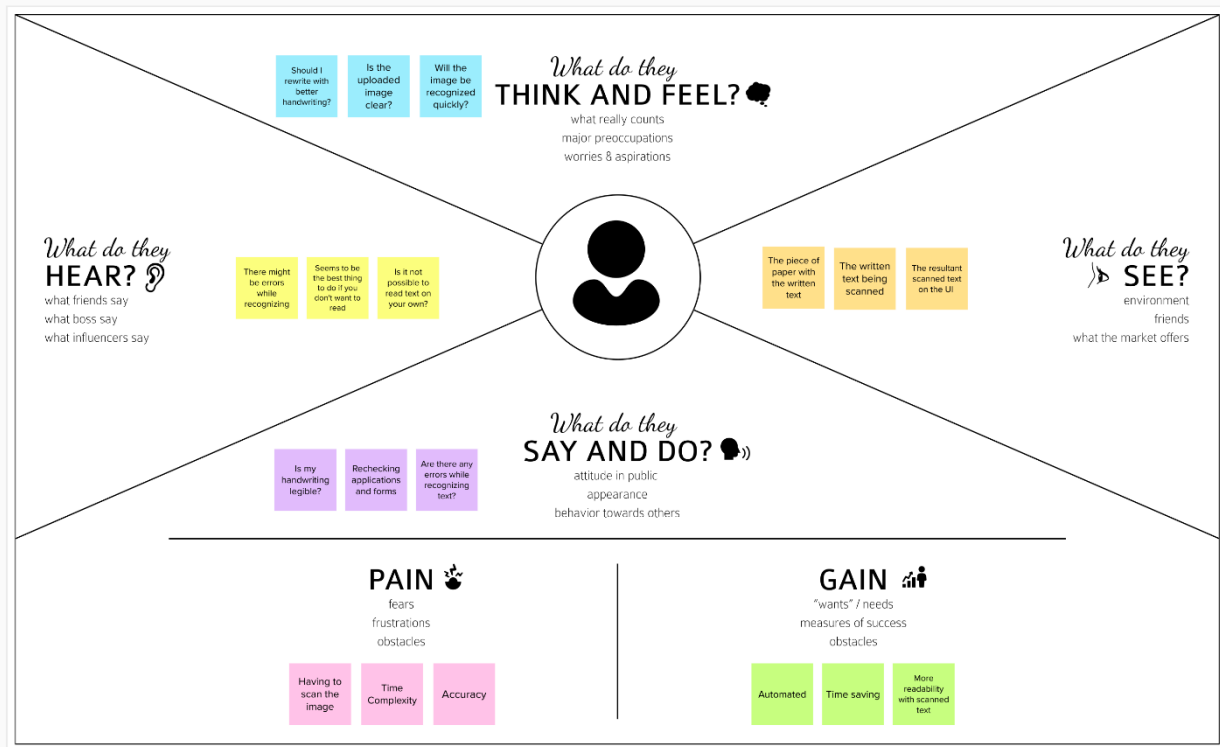 What do they
THINK AND FEEL?
what really counts
major preoccupations
worries & aspirations
Should I
rewrite with
better
handwriting?
Is the
uploaded
image
clear?
Will the
image be
recognized
quickly?
What do they
HEAR?
what friends say
what boss say
what influencers say
There might
be errors
while
recognizing
Seems to be
the best thing
to do if you
don't want to
read
Is it not
possible to
read text on
your own?
The piece of
paper with
the written
text
The written
text being
scanned
The resultant
scanned text
on the UI
What do they
SEE?
environment
friends
what the market offers
What do they
SAY AND DO?
attitude in public
appearance
behavior towards others
Is my
handwriting
legible?
Rechecking
applications
and forms
Are there any
errors while
recognizing
text?
PAIN
fears
frustrations
obstacles
Having to
scan the
image
Time
Complexity
Accuracy
GAIN
"wants" / needs
measures of success
obstacles
Automated
Time saving
More
readability
with scanned
text